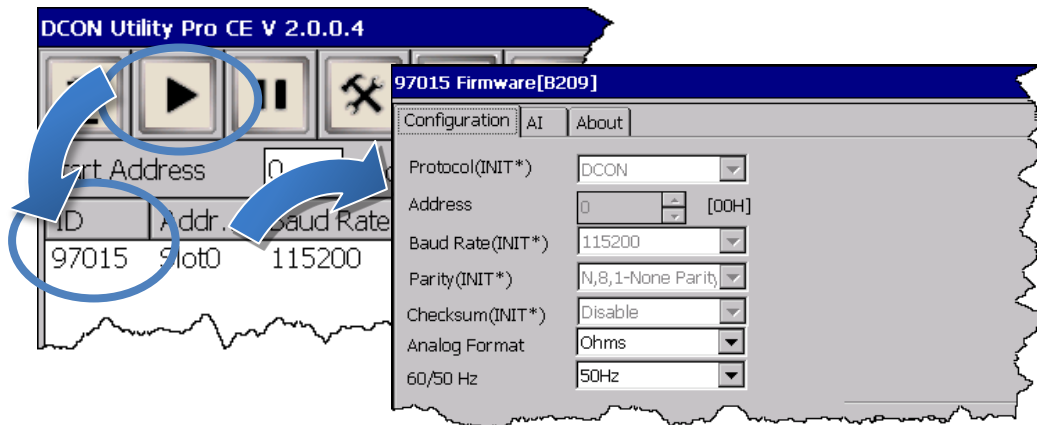 DCON Utility Pro CE V 2.0.0.4
Start Address 0
ID Addr. Baud Rate
97015 Slot0 115200
97015 Firmware[B209]
Configuration AI About
Protocol(INIT*) DCON
Address 0 [00H]
Baud Rate(INIT*) 115200
Parity(INIT*) N,8,1-None Parity
Checksum(INIT*) Disable
Analog Format Ohms
60/50 Hz 50Hz